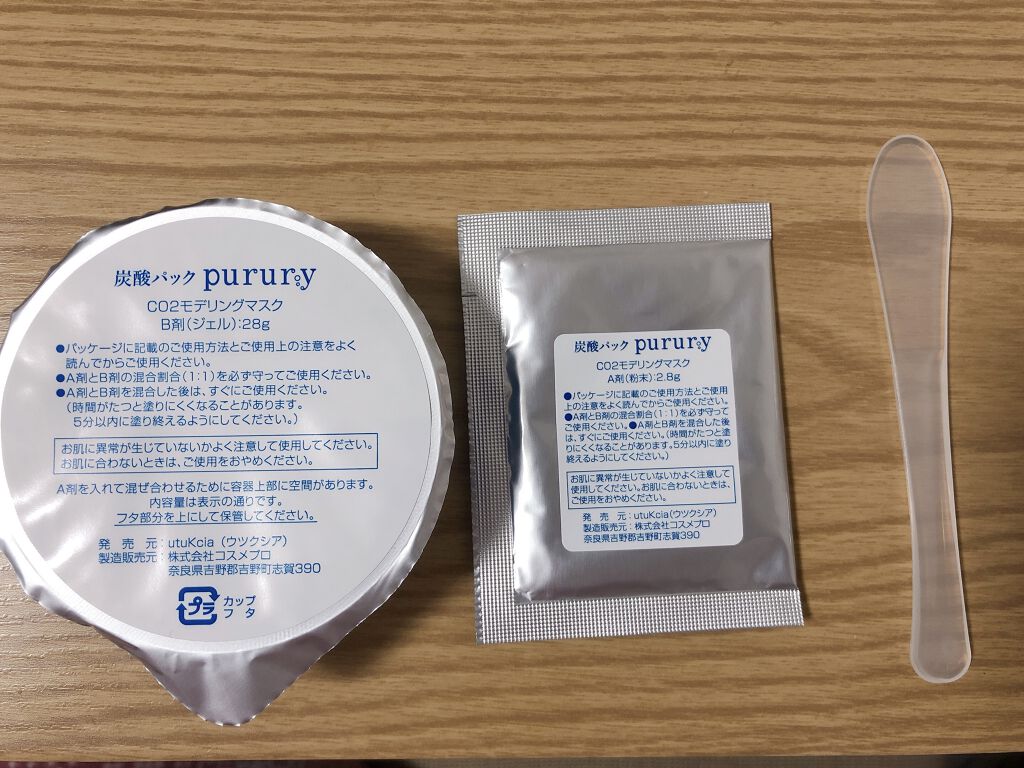 炭酸パック purury
CO2モデリングマスク
B剤(ジェル):28g
●パッケージに記載のご使用方法とご使用上の注意をよく
読んでからご使用ください。
●A剤とB剤の混合割合(1:1)を必ず守ってご使用ください。
●A剤とB剤を混合した後は、すぐにご使用ください。
(時間がたつと塗りにくくなることがあります。
5分以内に塗り終えるようにしてください。)
お肌に異常が生じていないかよく注意して使用してください。
お肌に合わないときは、ご使用をおやめください。
A剤を入れて混ぜ合わせるために容器上部に空間があります。
内容量は表示の通りです。
フタ部分を上にして保管してください。
発売元:utuKcia(ウツクシア)
製造販売元:株式会社コスメプロ
奈良県吉野郡吉野町志賀390
プラ
カップ
フタ
炭酸パック purury
CO2モデリングマスク
A剤(粉末):2.8g
●パッケージに記載のご使用方法とご使用
上の注意をよく読んでからご使用ください。
●A剤とB剤の混合割合(1:1)を必ず守って
ご使用ください。●A剤とB剤を混合した後
は、すぐにご使用ください。(時間がたつと塗
りにくくなることがあります。5分以内に塗り
終えるようにしてください。)
お肌に異常が生じていないかよく注意して
使用してください。お肌に合わないときは、
ご使用をおやめください。
発売元:utuKcia(ウツクシア)
製造販売元:株式会社コスメプロ
奈良県吉野郡吉野町志賀390